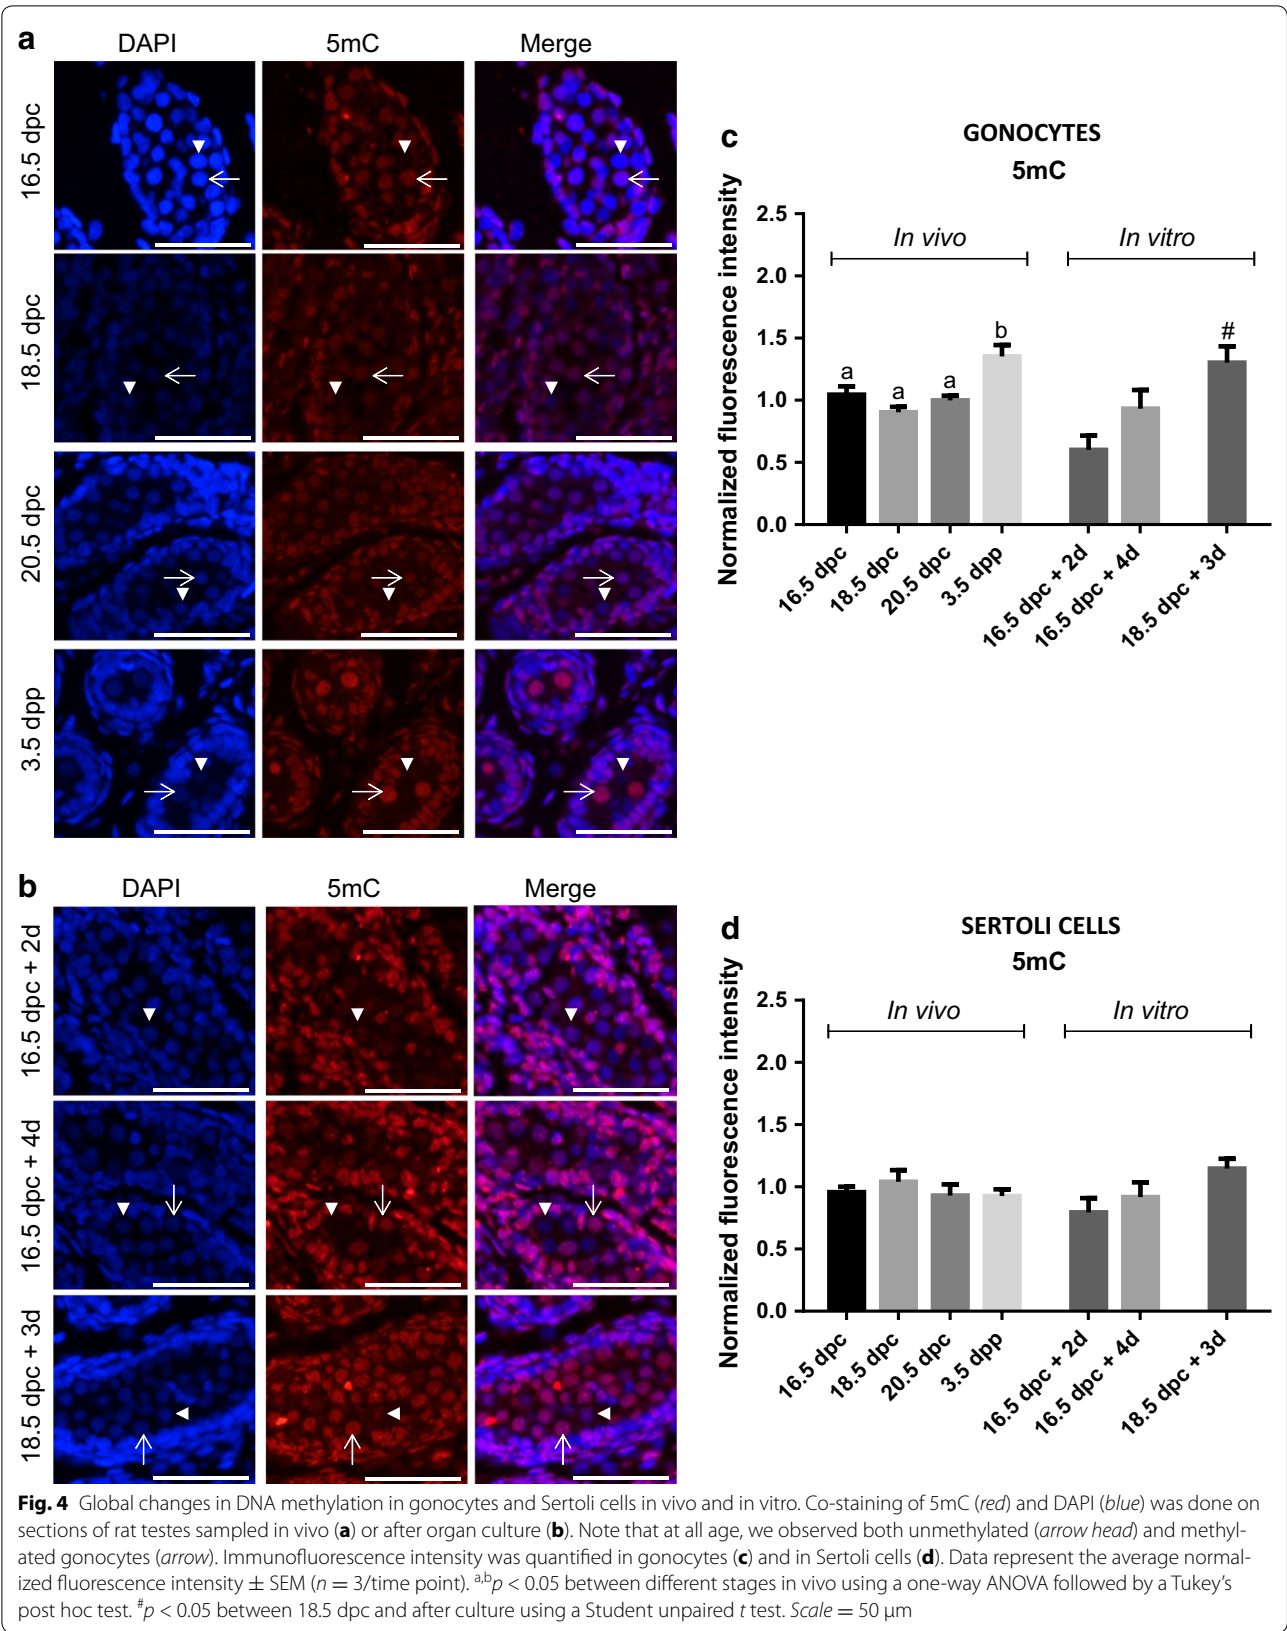 a
DAPI 5mC Merge
16.5 dpc
18.5 dpc
20.5 dpc
3.5 dpp
b
DAPI 5mC Merge
16.5 dpc + 2d
16.5 dpc + 4d
18.5 dpc + 3d
c
GONOCYTES
5mC
Normalized fluorescence intensity
2.5
2.0
1.5
1.0
0.5
0.0
In vivo In vitro
a a a b #
16.5 dpc 18.5 dpc 20.5 dpc 3.5 dpp 16.5 dpc + 2d 16.5 dpc + 4d 18.5 dpc + 3d
d
SERTOLI CELLS
5mC
Normalized fluorescence intensity
2.5
2.0
1.5
1.0
0.5
0.0
In vivo In vitro
16.5 dpc 18.5 dpc 20.5 dpc 3.5 dpp 16.5 dpc + 2d 16.5 dpc + 4d 18.5 dpc + 3d
Fig. 4 Global changes in DNA methylation in gonocytes and Sertoli cells in vivo and in vitro. Co-staining of 5mC (red) and DAPI (blue) was done on
sections of rat testes sampled in vivo (a) or after organ culture (b). Note that at all age, we observed both unmethylated (arrow head) and methyl-
ated gonocytes (arrow). Immunofluorescence intensity was quantified in gonocytes (c) and in Sertoli cells (d). Data represent the average normal-
ized fluorescence intensity ± SEM (n = 3/time point). a,bp < 0.05 between different stages in vivo using a one-way ANOVA followed by a Tukey's
post hoc test. #p < 0.05 between 18.5 dpc and after culture using a Student unpaired t test. Scale = 50 μm